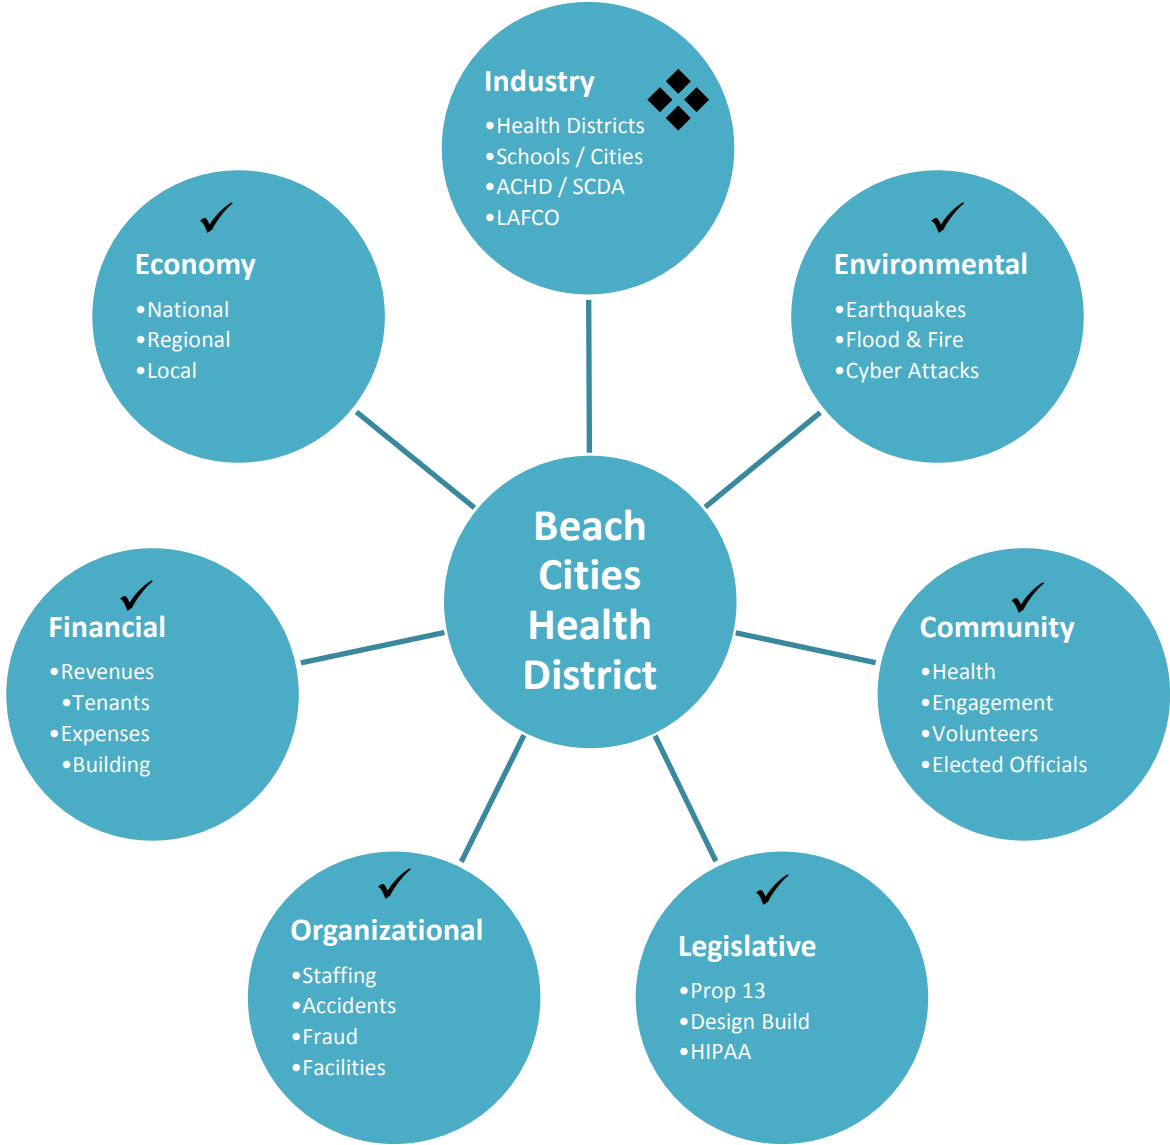 Industry
•Health Districts
•Schools / Cities
•ACHD / SCDA
•LAFCO
Economy
•National
•Regional
•Local
Environmental
•Earthquakes
•Flood & Fire
•Cyber Attacks
Beach
Cities
Health
District
Financial
•Revenues
•Tenants
•Expenses
•Building
Community
•Health
•Engagement
•Volunteers
•Elected Officials
Organizational
•Staffing
•Accidents
•Fraud
•Facilities
Legislative
•Prop 13
•Design Build
•HIPAA